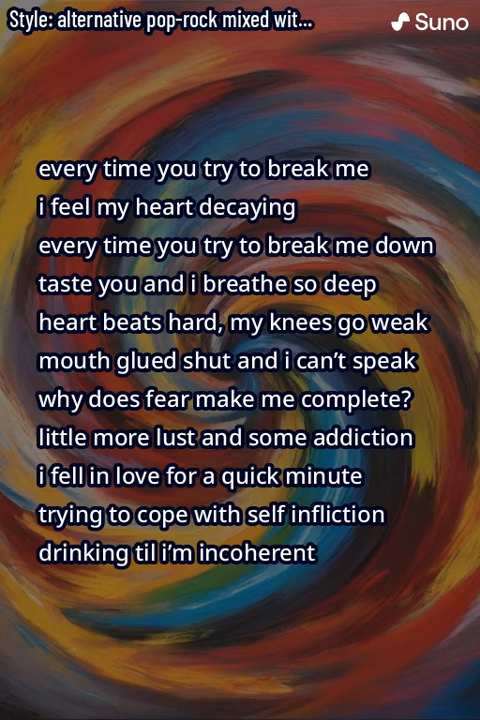 Style: alternative pop-rock mixed wit...
Suno
every time you try to break me
i feel my heart decaying
every time you try to break me down
taste you and i breathe so deep
heart beats hard, my knees go weak
mouth glued shut and i can’t speak
why does fear make me complete?
little more lust and some addiction
i fell in love for a quick minute
trying to cope with self infliction
drinking til i’m incoherent